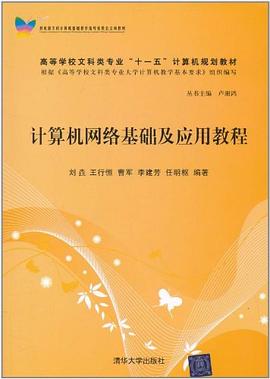 高等学校文科类专业“十一五”计算机规划教材
根据《高等学校文科类专业大学计算机教学基本要求》组织编写
丛书主编 卢湘鸿
计算机网络基础及应用教程
刘垚 王行恒 曹军 李建芳 任明枢 编著
清华大学出版社